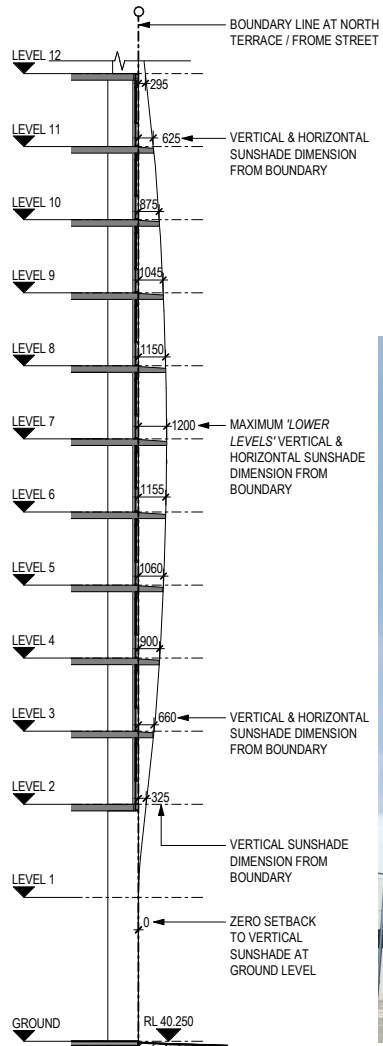 BOUNDARY LINE AT NORTH
TERRACE / FROME STREET
LEVEL 12
295
LEVEL 11
625
VERTICAL & HORIZONTAL
SUNSHADE DIMENSION
FROM BOUNDARY
LEVEL 10
875
LEVEL 9
1045
LEVEL 8
1150
LEVEL 7
1200
MAXIMUM 'LOWER
LEVELS' VERTICAL &
HORIZONTAL SUNSHADE
DIMENSION FROM
BOUNDARY
LEVEL 6
1155
LEVEL 5
1060
LEVEL 4
900
LEVEL 3
660
VERTICAL & HORIZONTAL
SUNSHADE DIMENSION
FROM BOUNDARY
LEVEL 2
325
VERTICAL SUNSHADE
DIMENSION FROM
BOUNDARY
LEVEL 1
0
ZERO SETBACK
TO VERTICAL
SUNSHADE AT
GROUND LEVEL
GROUND
RL 40.250